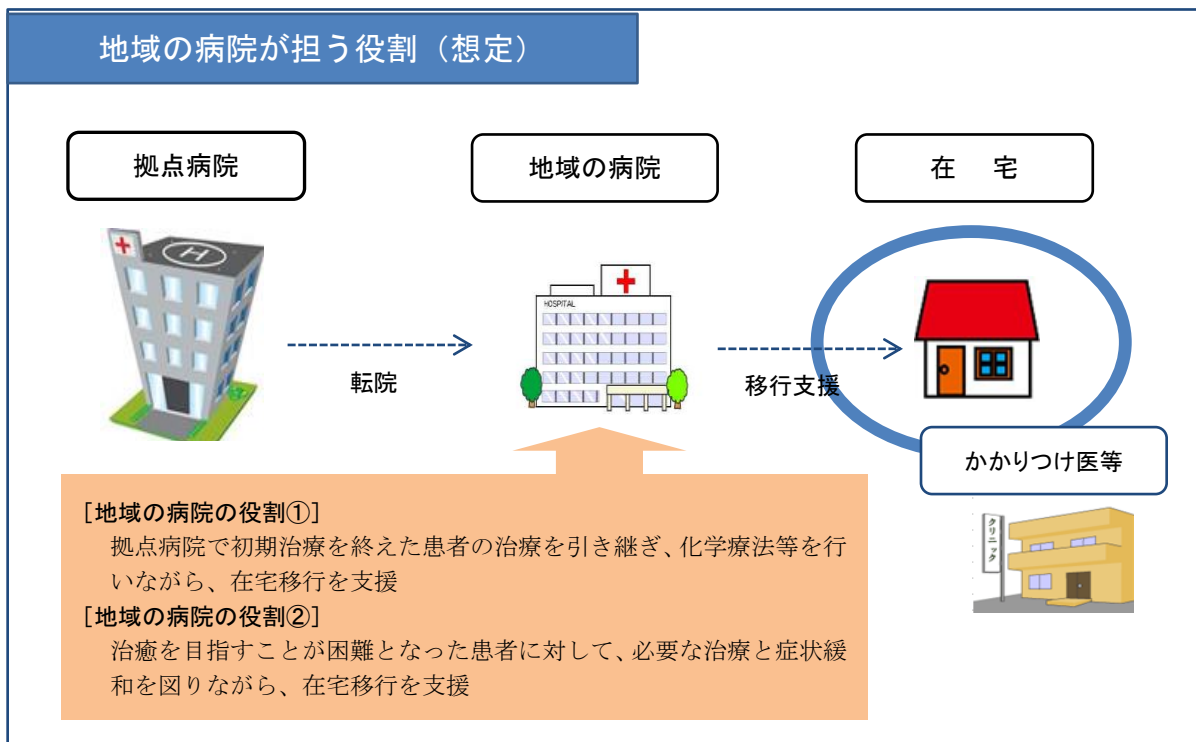 地域の病院が担う役割（想定）
拠点病院
地域の病院
在　宅
H
HOSPITAL
転院
移行支援
かかりつけ医等
クリニック
[地域の病院の役割①]
拠点病院で初期治療を終えた患者の治療を引き継ぎ、化学療法等を行
いながら、在宅移行を支援
[地域の病院の役割②]
治癒を目指すことが困難となった患者に対して、必要な治療と症状緩
和を図りながら、在宅移行を支援